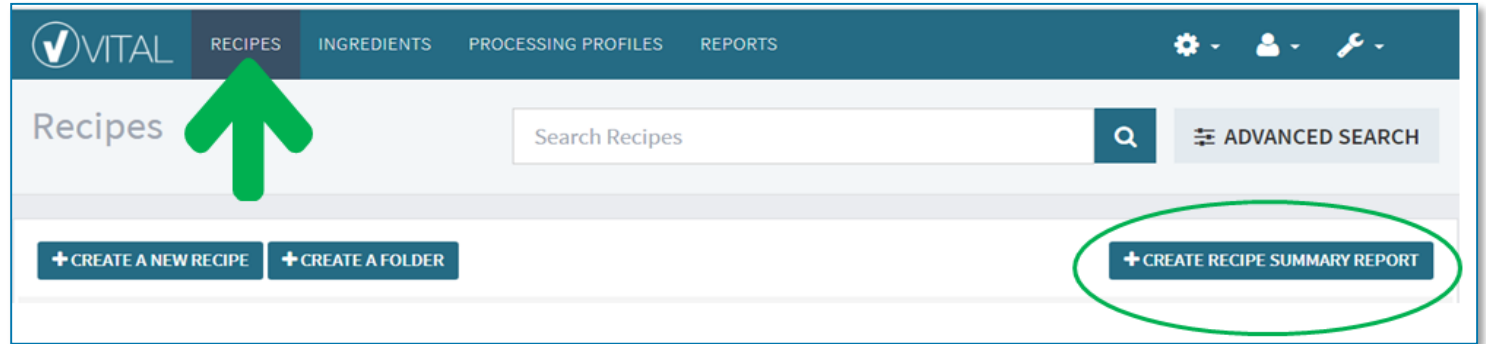 VITAL RECIPES INGREDIENTS PROCESSING PROFILES REPORTS
Recipes Search Recipes ADVANCED SEARCH
+CREATE A NEW RECIPE +CREATE A FOLDER +CREATE RECIPE SUMMARY REPORT